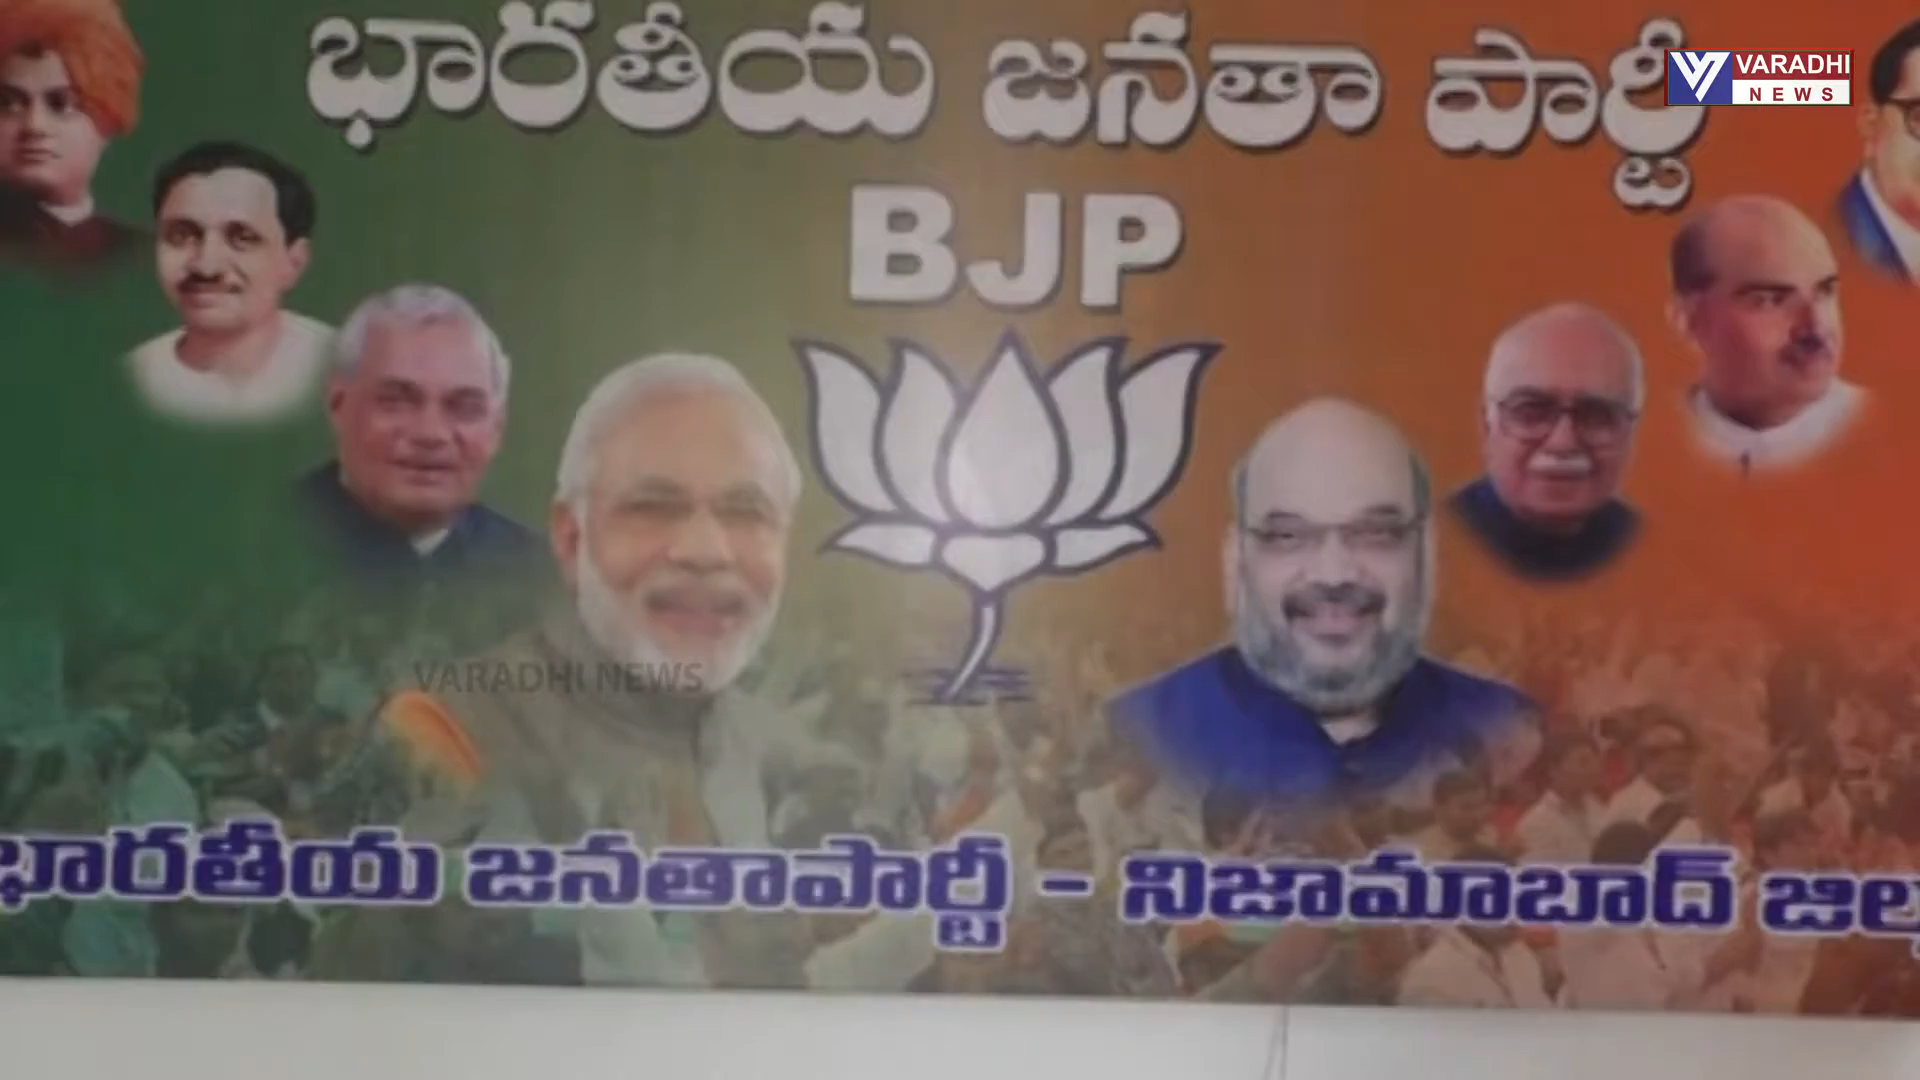 భారతీయ జనతా పార్టీ
VARADHI
NEWS
BJP
VARADHI NEWS
భారతీయ జనతాపార్టీ - నిజామాబాద్